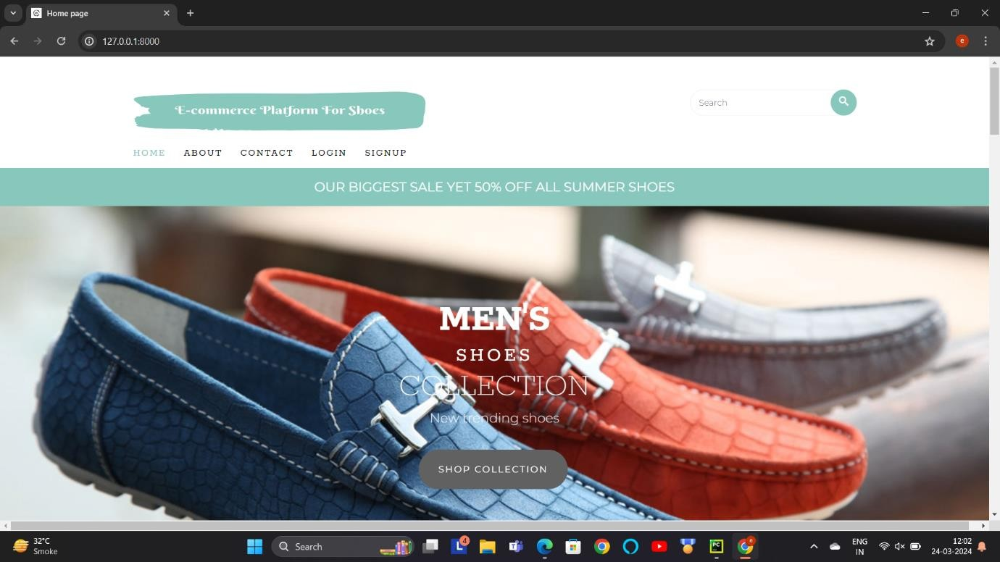 Home page
127.0.0.1:8000
E-commerce Platform For Shoes
Search
HOME ABOUT CONTACT LOGIN SIGNUP
OUR BIGGEST SALE YET 50% OFF ALL SUMMER SHOES
MEN'S
SHOES
COLLECTION
New trending shoes
SHOP COLLECTION
32°C
Smoke
Search
L
4
PC
e
e
ENG
IN
12:02
24-03-2024